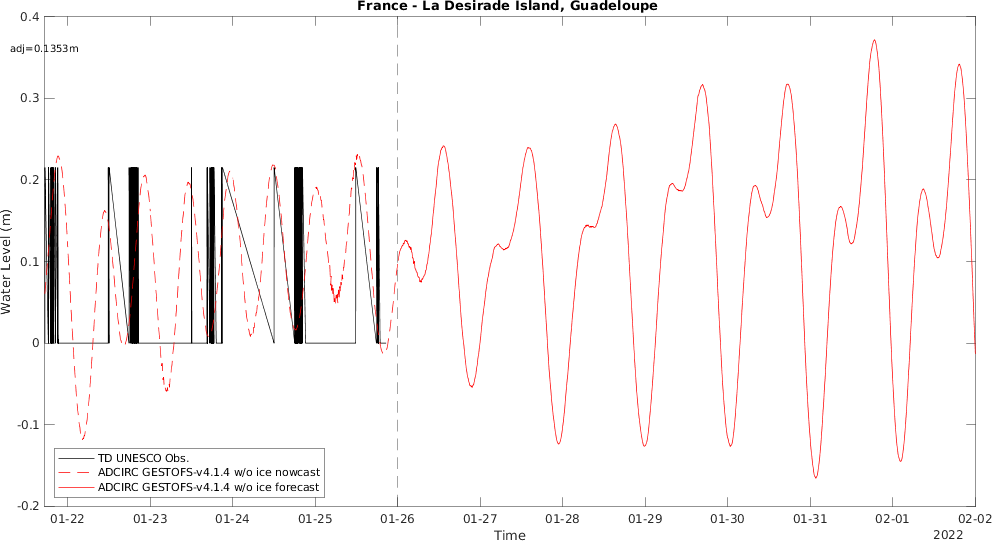 France - La Desirade Island, Guadeloupe
adj=0.1353m
Water Level (m)
0.4
0.3
0.2
0.1
0
-0.1
-0.2
TD UNESCO Obs.
ADCIRC GESTOFS-v4.1.4 w/o ice nowcast
ADCIRC GESTOFS-v4.1.4 w/o ice forecast
01-22 01-23 01-24 01-25 01-26 01-27 01-28 01-29 01-30 01-31 02-01 02-02
Time
2022